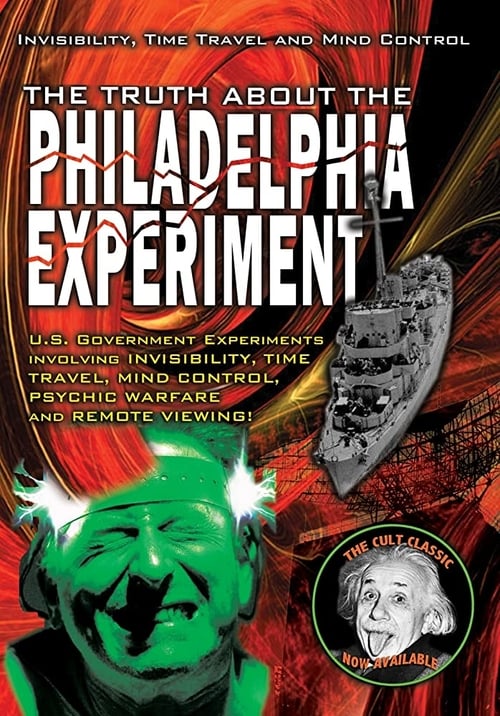 INVISIBILITY, TIME TRAVEL AND MIND CONTROL
THE TRUTH ABOUT THE
PHILADELPHIA
EXPERIMENT
U.S. GOVERNMENT EXPERIMENTS
INVOLVING INVISIBILITY, TIME
TRAVEL, MIND CONTROL,
PSYCHIC WARFARE
AND REMOTE VIEWING!
THE CULT CLASSIC
NOW AVAILABLE